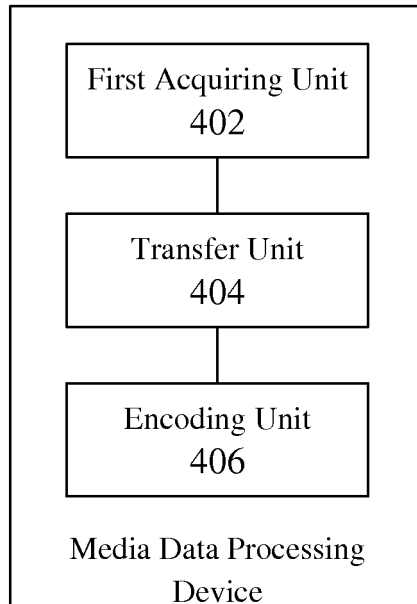 First Acquiring Unit
402
Transfer Unit
404
Encoding Unit
406
Media Data Processing
Device